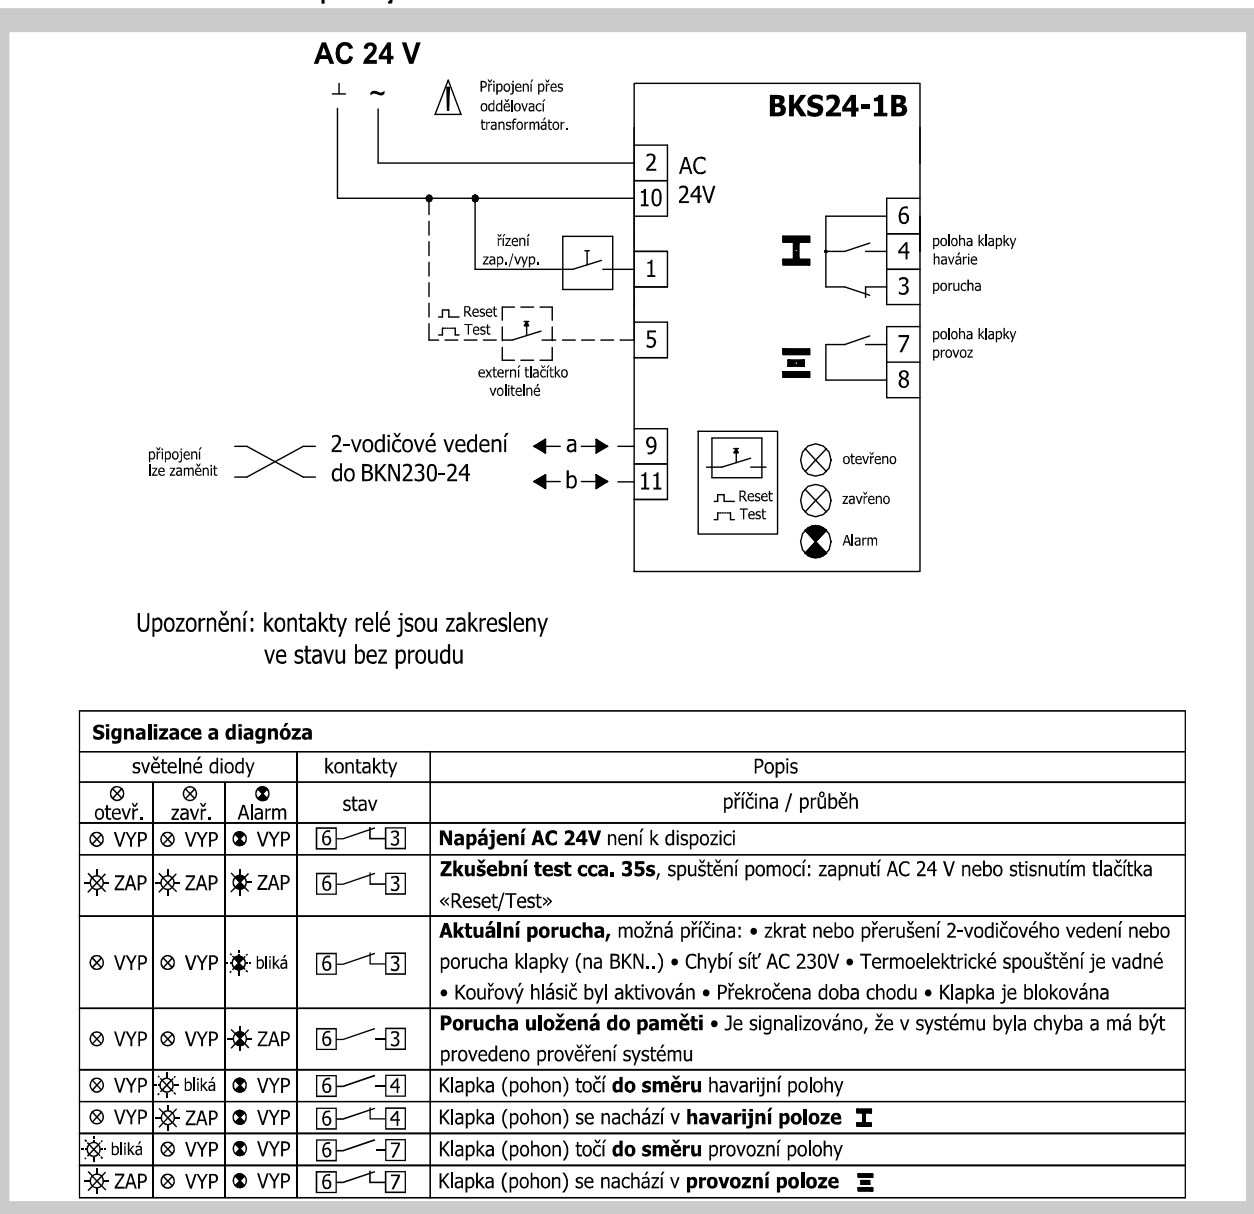 AC 24 V
⊥ ~
Připojení přes
oddělovací
transformátor.
BKS24-1B
2
AC
10
24V
řízení
zap./vyp.
1
Reset
Test
5
externí tlačítko
volitelné
6
4
poloha klapky
havárie
3
porucha
7
poloha klapky
provoz
8
připojení
lze zaměnit
2-vodičové vedení
do BKN230-24
a
b
9
11
Reset
Test
otevřeno
zavřeno
Alarm
Upozornění: kontakty relé jsou zakresleny
ve stavu bez proudu
Signalizace a diagnóza
světelné diody kontakty Popis
otevř. zavř. Alarm stav příčina / průběh
VYP VYP VYP 6 3 Napájení AC 24V není k dispozici
ZAP ZAP ZAP 6 3 Zkušební test cca. 35s, spuštění pomocí: zapnutí AC 24 V nebo stisnutím tlačítka
«Reset/Test»
Aktuální porucha, možná příčina: • zkrat nebo přerušení 2-vodičového vedení nebo
VYP VYP bliká 6 3 porucha klapky (na BKN..) • Chybí síť AC 230V • Termoelektrické spouštění je vadné
• Kouřový hlásič byl aktivován • Překročena doba chodu • Klapka je blokována
VYP VYP ZAP 6 3 Porucha uložená do paměti • Je signalizováno, že v systému byla chyba a má být
provedeno prověření systému
VYP bliká VYP 6 4 Klapka (pohon) točí do směru havarijní polohy
VYP ZAP VYP 6 4 Klapka (pohon) se nachází v havarijní poloze
bliká VYP VYP 6 7 Klapka (pohon) točí do směru provozní polohy
ZAP VYP VYP 6 7 Klapka (pohon) se nachází v provozní poloze